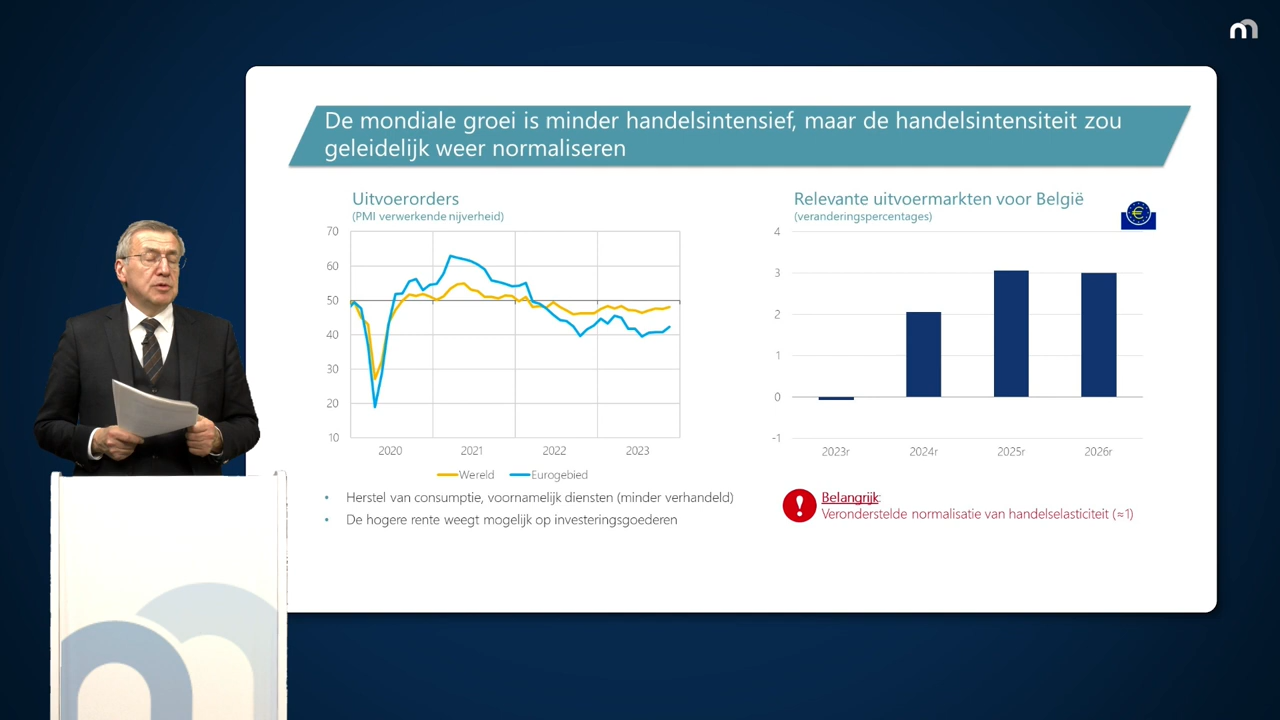 De mondiale groei is minder handelsintensief, maar de handelsintensiteit zou
geleidelijk weer normaliseren
Uitvoerorders
(PMI verwerkende nijverheid)
70
60
50
40
30
20
10
2020 2021 2022 2023
Wereld Eurogebied
• Herstel van consumptie, voornamelijk diensten (minder verhandeld)
• De hogere rente weegt mogelijk op investeringsgoederen
Relevante uitvoermarkten voor België
(veranderingspercentages)
4
3
2
1
0
-1
2023r 2024r 2025r 2026r
Belangrijk:
Veronderstelde normalisatie van handelselasticiteit (≈1)